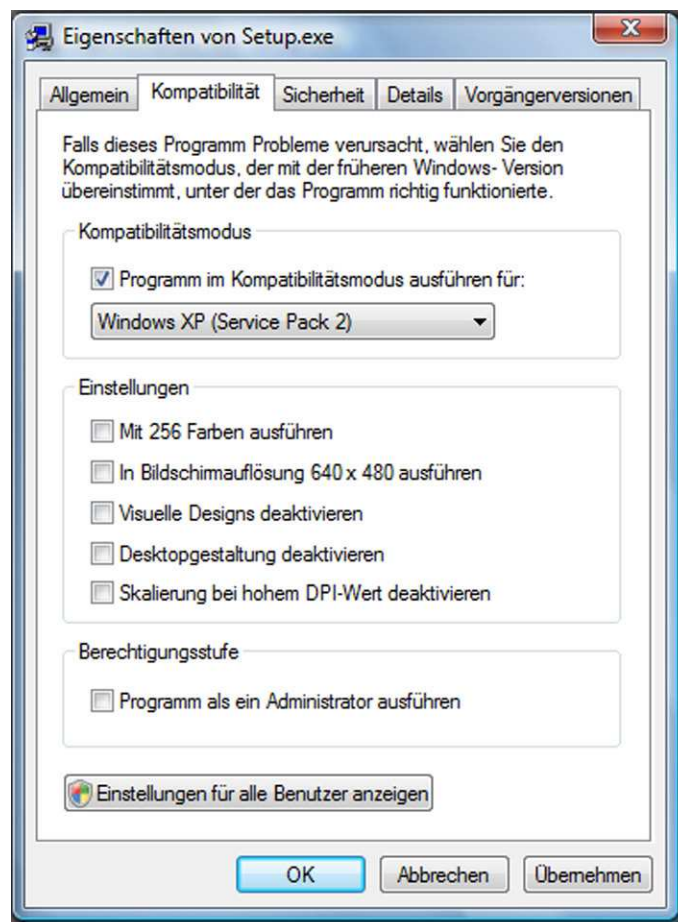 Eigenschaften von Setup.exe
Allgemein Kompatibilität Sicherheit Details Vorgängerversionen
Falls dieses Programm Probleme verursacht, wählen Sie den
Kompatibilitätsmodus, der mit der früheren Windows- Version
übereinstimmt, unter der das Programm richtig funktionierte.
Kompatibilitätsmodus
Programm im Kompatibilitätsmodus ausführen für:
Windows XP (Service Pack 2)
Einstellungen
Mit 256 Farben ausführen
In Bildschirmauflösung 640 x 480 ausführen
Visuelle Designs deaktivieren
Desktopgestaltung deaktivieren
Skalierung bei hohem DPI-Wert deaktivieren
Berechtigungsstufe
Programm als ein Administrator ausführen
Einstellungen für alle Benutzer anzeigen
OK Abbrechen Übernehmen